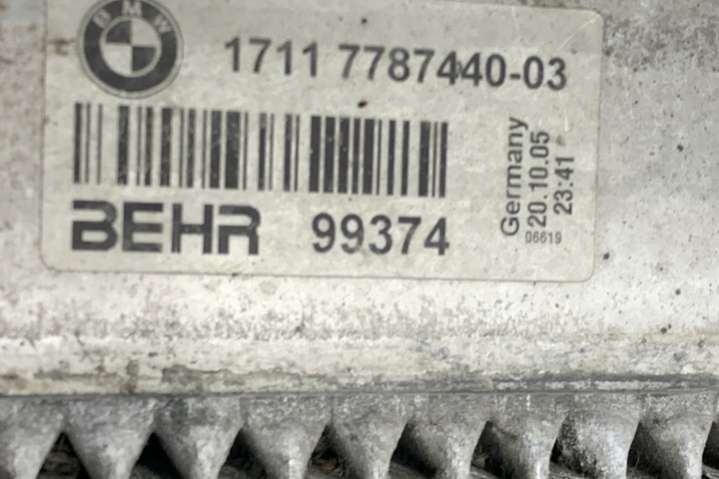 BMW
1711 7787440-03
BEHR 99374
Germany
20.10.05
23:41
06619